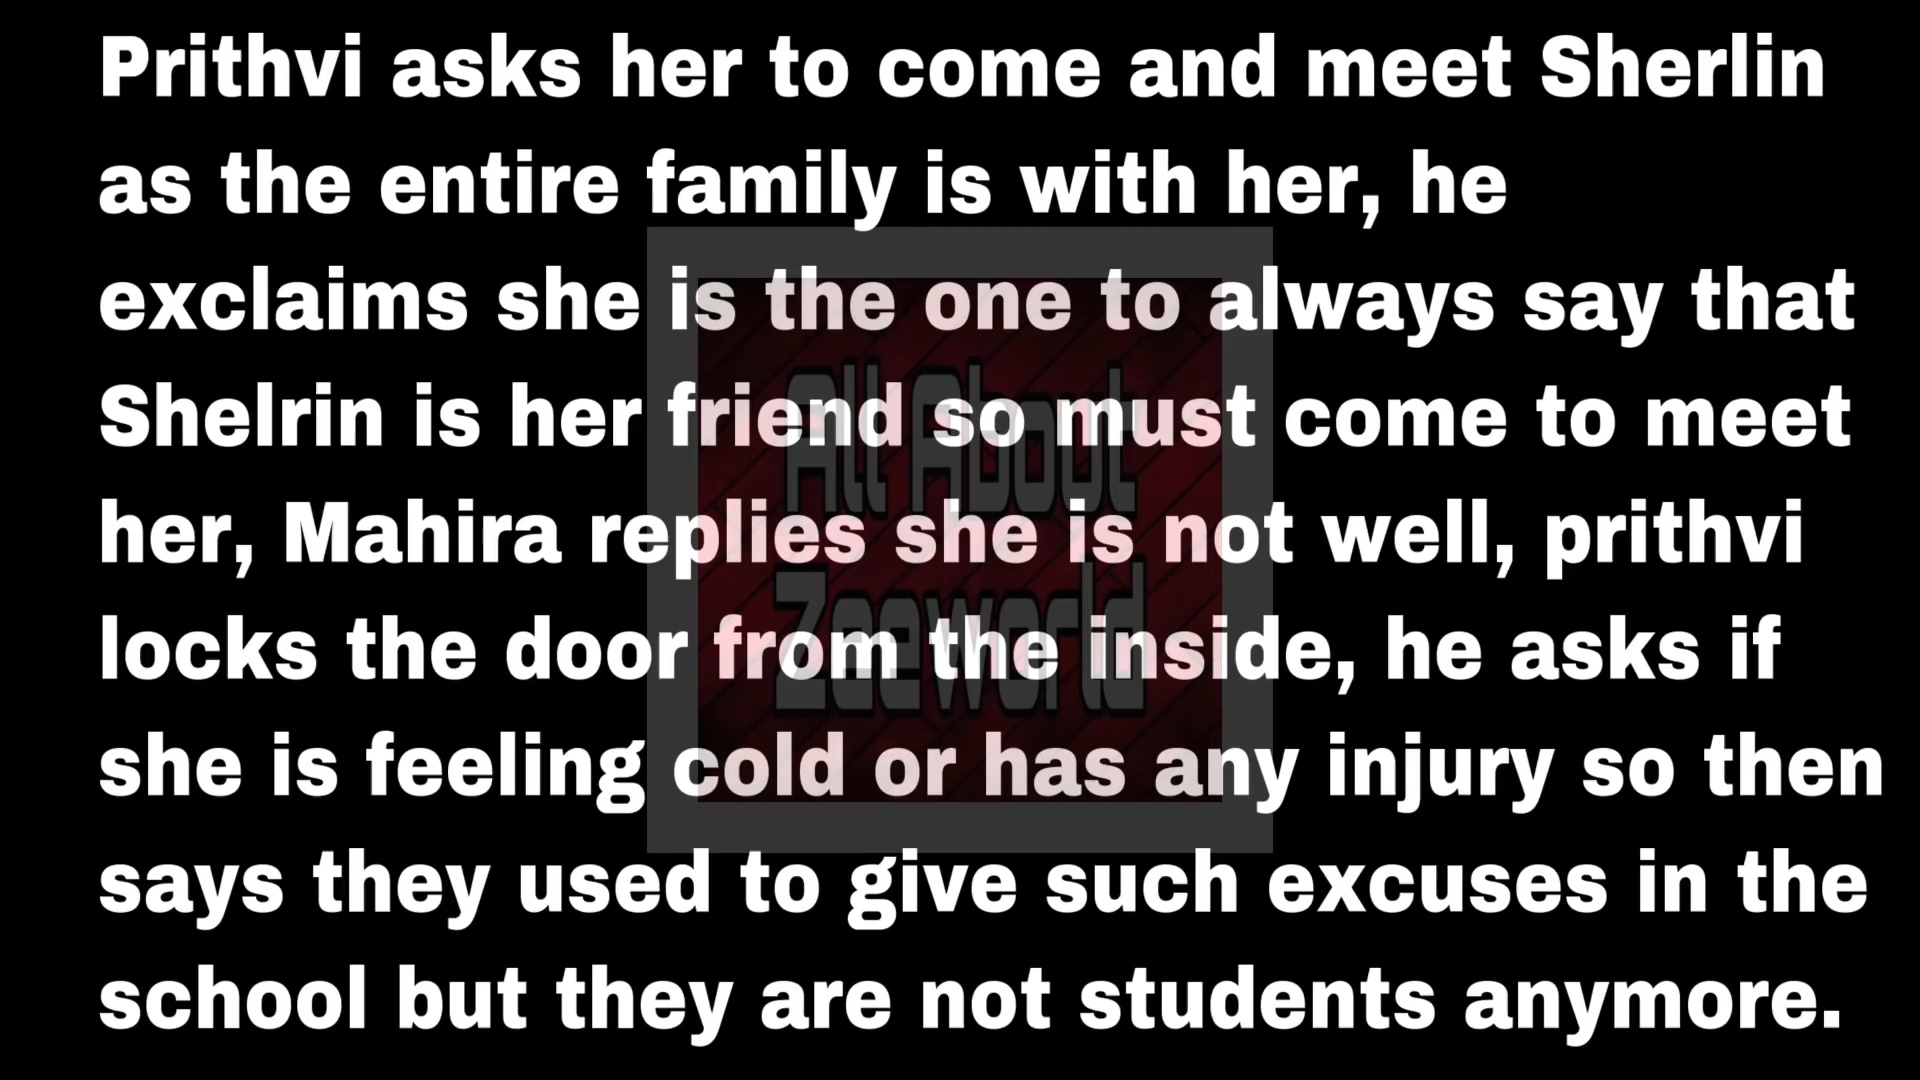 Prithvi asks her to come and meet Sherlin
as the entire family is with her, he
exclaims she is the one to always say that
Shelrin is her friend so must come to meet
her, Mahira replies she is not well, prithvi
locks the door from the inside, he asks if
she is feeling cold or has any injury so then
says they used to give such excuses in the
school but they are not students anymore.
All About
Zeeworld